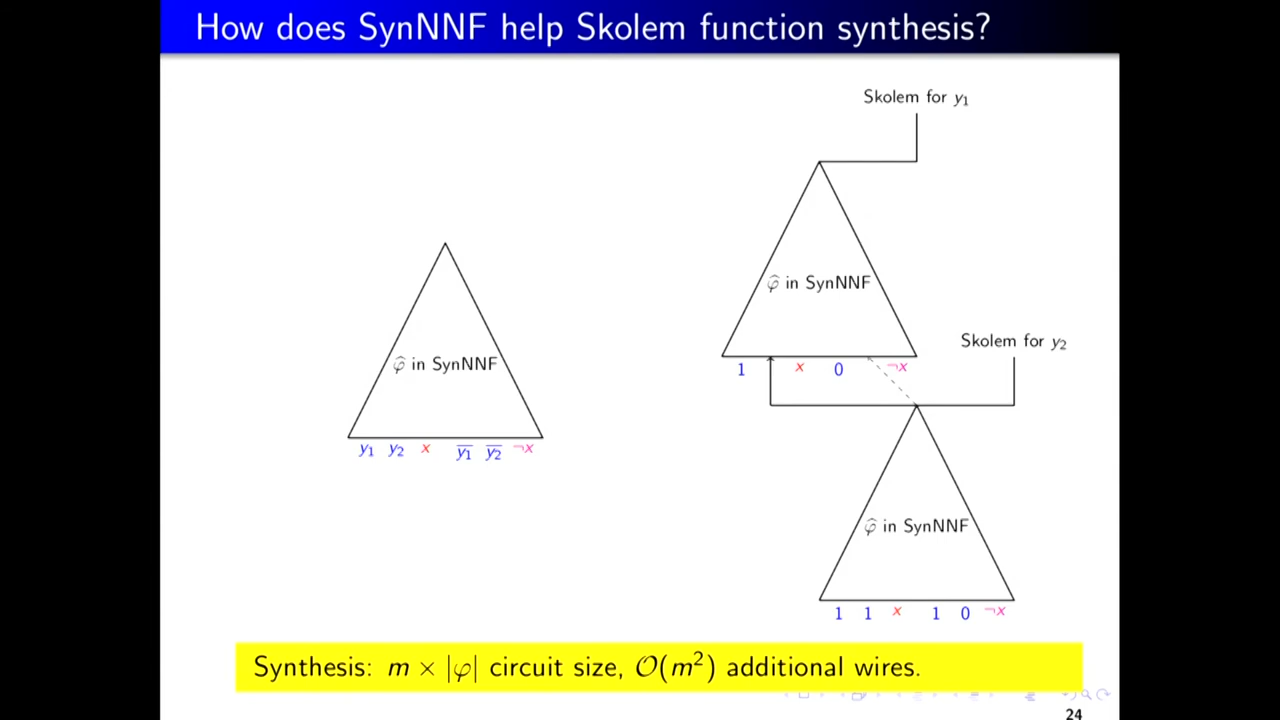 How does SynNNF help Skolem function synthesis?
Skolem for y₁
φ̂ in SynNNF
1 x 0 ¬x
Skolem for y₂
φ̂ in SynNNF
y₁ y₂ x y̅₁ y̅₂ ¬x
φ̂ in SynNNF
1 1 x 1 0 ¬x
Synthesis: m × |φ| circuit size, 𝒪(m²) additional wires.
24